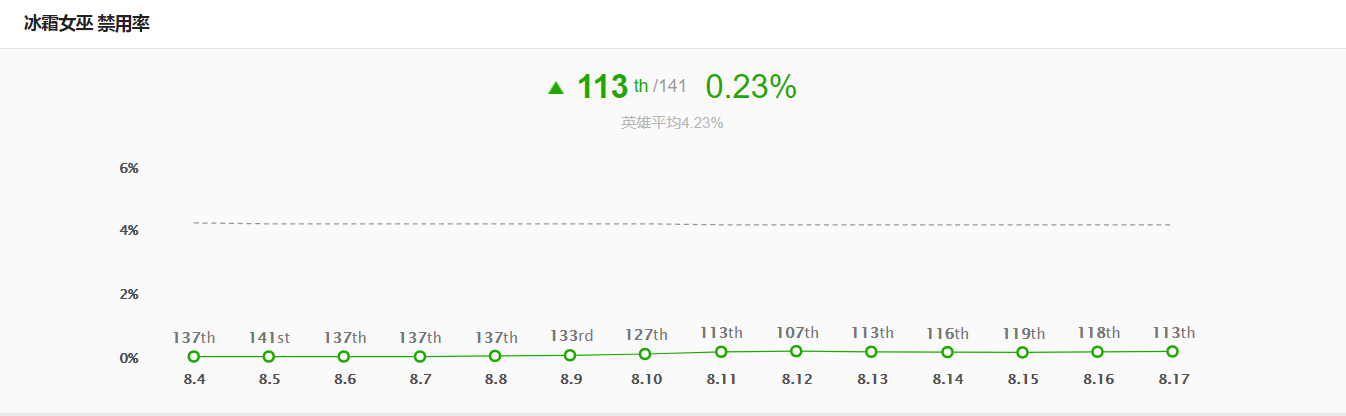 冰霜女巫 禁用率
▲ 113 th /141 0.23%
英雄平均4.23%
6%
4%
2%
0%
137th 141st 137th 137th 137th 133rd 127th 113th 107th 113th 116th 119th 118th 113th
8.4 8.5 8.6 8.7 8.8 8.9 8.10 8.11 8.12 8.13 8.14 8.15 8.16 8.17